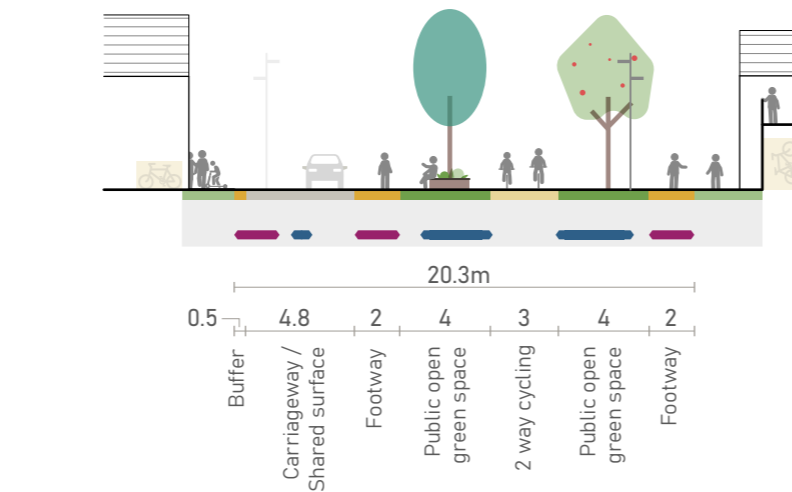 20.3m
0.5
4.8
2
4
3
4
2
Buffer
Carriageway /
Shared surface
Footway
Public open
green space
2 way cycling
Public open
green space
Footway